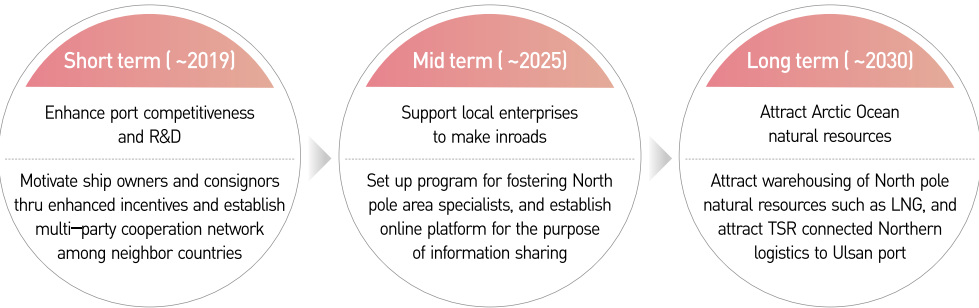 Short term ( ~2019)
Enhance port competitiveness
and R&D
Motivate ship owners and consignors
thru enhanced incentives and establish
multi–party cooperation network
among neighbor countries
Mid term ( ~2025)
Support local enterprises
to make inroads
Set up program for fostering North
pole area specialists, and establish
online platform for the purpose
of information sharing
Long term ( ~2030)
Attract Arctic Ocean
natural resources
Attract warehousing of North pole
natural resources such as LNG, and
attract TSR connected Northern
logistics to Ulsan port